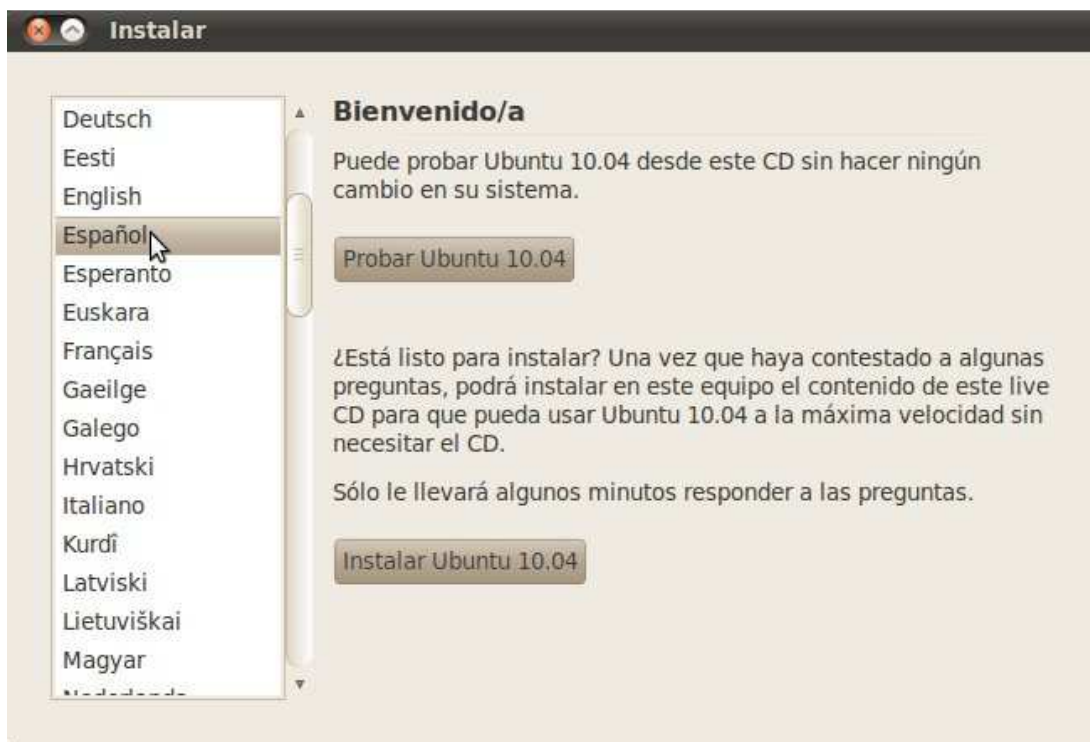 Instalar
Deutsch
Eesti
English
Español
Esperanto
Euskara
Français
Gaeilge
Galego
Hrvatski
Italiano
Kurdî
Latviski
Lietuviškai
Magyar
Bienvenido/a
Puede probar Ubuntu 10.04 desde este CD sin hacer ningún
cambio en su sistema.
Probar Ubuntu 10.04
¿Está listo para instalar? Una vez que haya contestado a algunas
preguntas, podrá instalar en este equipo el contenido de este live
CD para que pueda usar Ubuntu 10.04 a la máxima velocidad sin
necesitar el CD.
Sólo le llevará algunos minutos responder a las preguntas.
Instalar Ubuntu 10.04